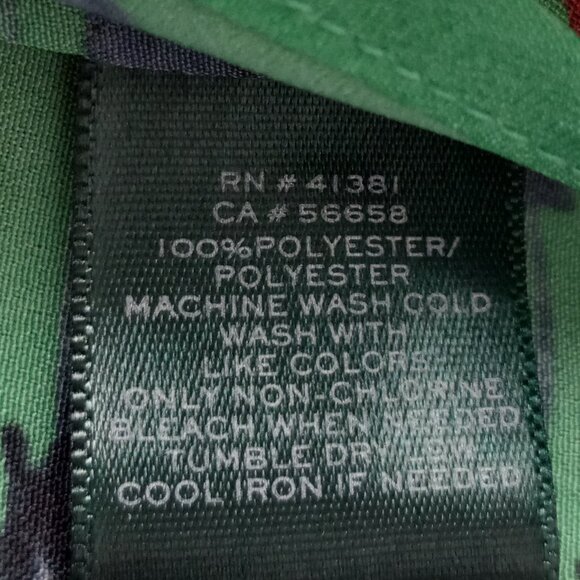 RN # 41381
CA # 56658
100%POLYESTER/
POLYESTER
MACHINE WASH COLD
WASH WITH
LIKE COLORS
ONLY NON-CHLORINE
BLEACH WHEN NEEDED
TUMBLE DRY LOW
COOL IRON IF NEEDED